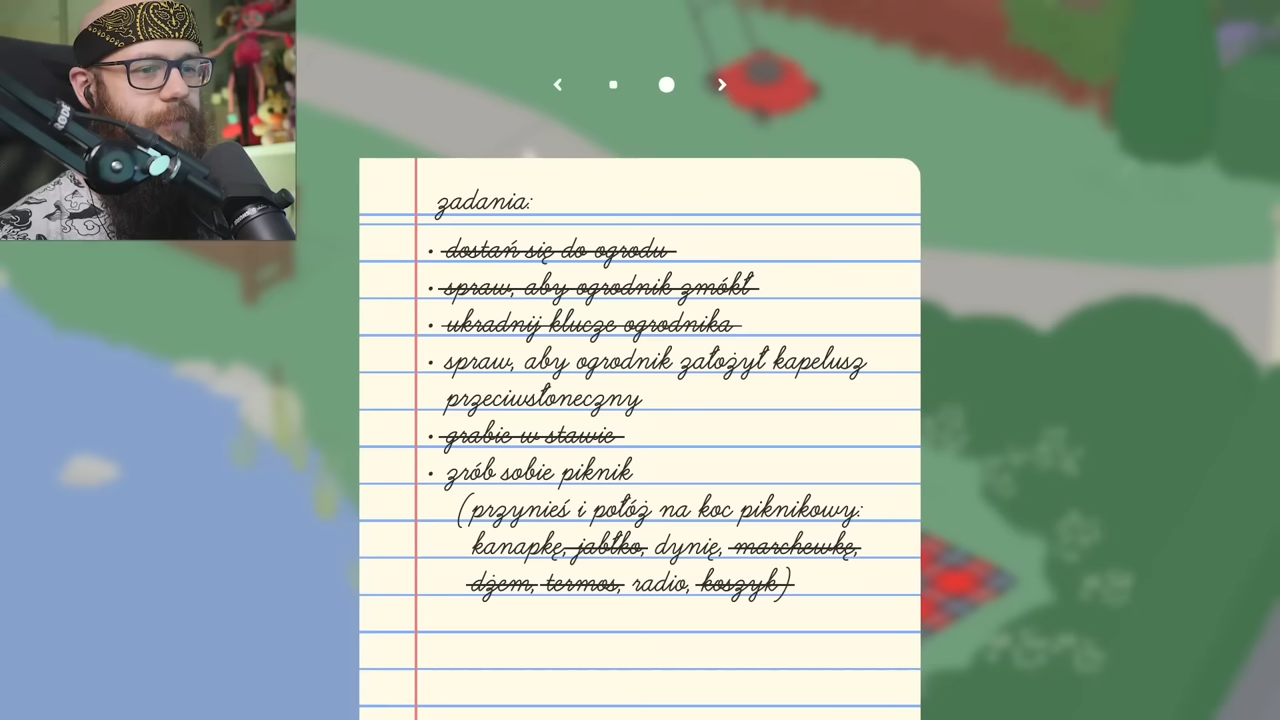 zadania:
• dostań się do ogrodu
• spraw, aby ogrodnik zmókł
• ukradnij klucze ogrodnika
• spraw, aby ogrodnik założył kapelusz
przeciwsłoneczny
• grabie w stawie
• zrób sobie piknik
(przynieś i połóż na koc piknikowy:
kanapkę, jabłko, dynię, marchewkę,
dżem, termos, radio, koszyk)
RODE